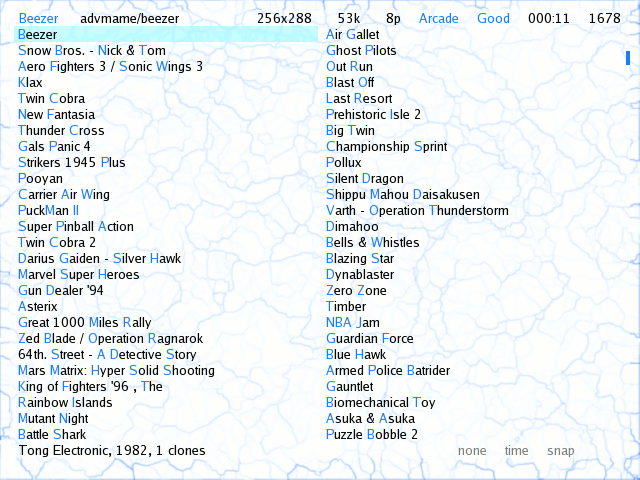 Beezer advmame/beezer 256x288 53k 8p Arcade Good 000:11 1678
Beezer
Snow Bros. - Nick & Tom
Aero Fighters 3 / Sonic Wings 3
Klax
Twin Cobra
New Fantasia
Thunder Cross
Gals Panic 4
Strikers 1945 Plus
Pooyan
Carrier Air Wing
PuckMan II
Super Pinball Action
Twin Cobra 2
Darius Gaiden - Silver Hawk
Marvel Super Heroes
Gun Dealer '94
Asterix
Great 1000 Miles Rally
Zed Blade / Operation Ragnarok
64th. Street - A Detective Story
Mars Matrix: Hyper Solid Shooting
King of Fighters '96 , The
Rainbow Islands
Mutant Night
Battle Shark
Air Gallet
Ghost Pilots
Out Run
Blast Off
Last Resort
Prehistoric Isle 2
Big Twin
Championship Sprint
Pollux
Silent Dragon
Shippu Mahou Daisakusen
Varth - Operation Thunderstorm
Dimahoo
Bells & Whistles
Blazing Star
Dynablaster
Zero Zone
Timber
NBA Jam
Guardian Force
Blue Hawk
Armed Police Batrider
Gauntlet
Biomechanical Toy
Asuka & Asuka
Puzzle Bobble 2
Tong Electronic, 1982, 1 clones none time snap